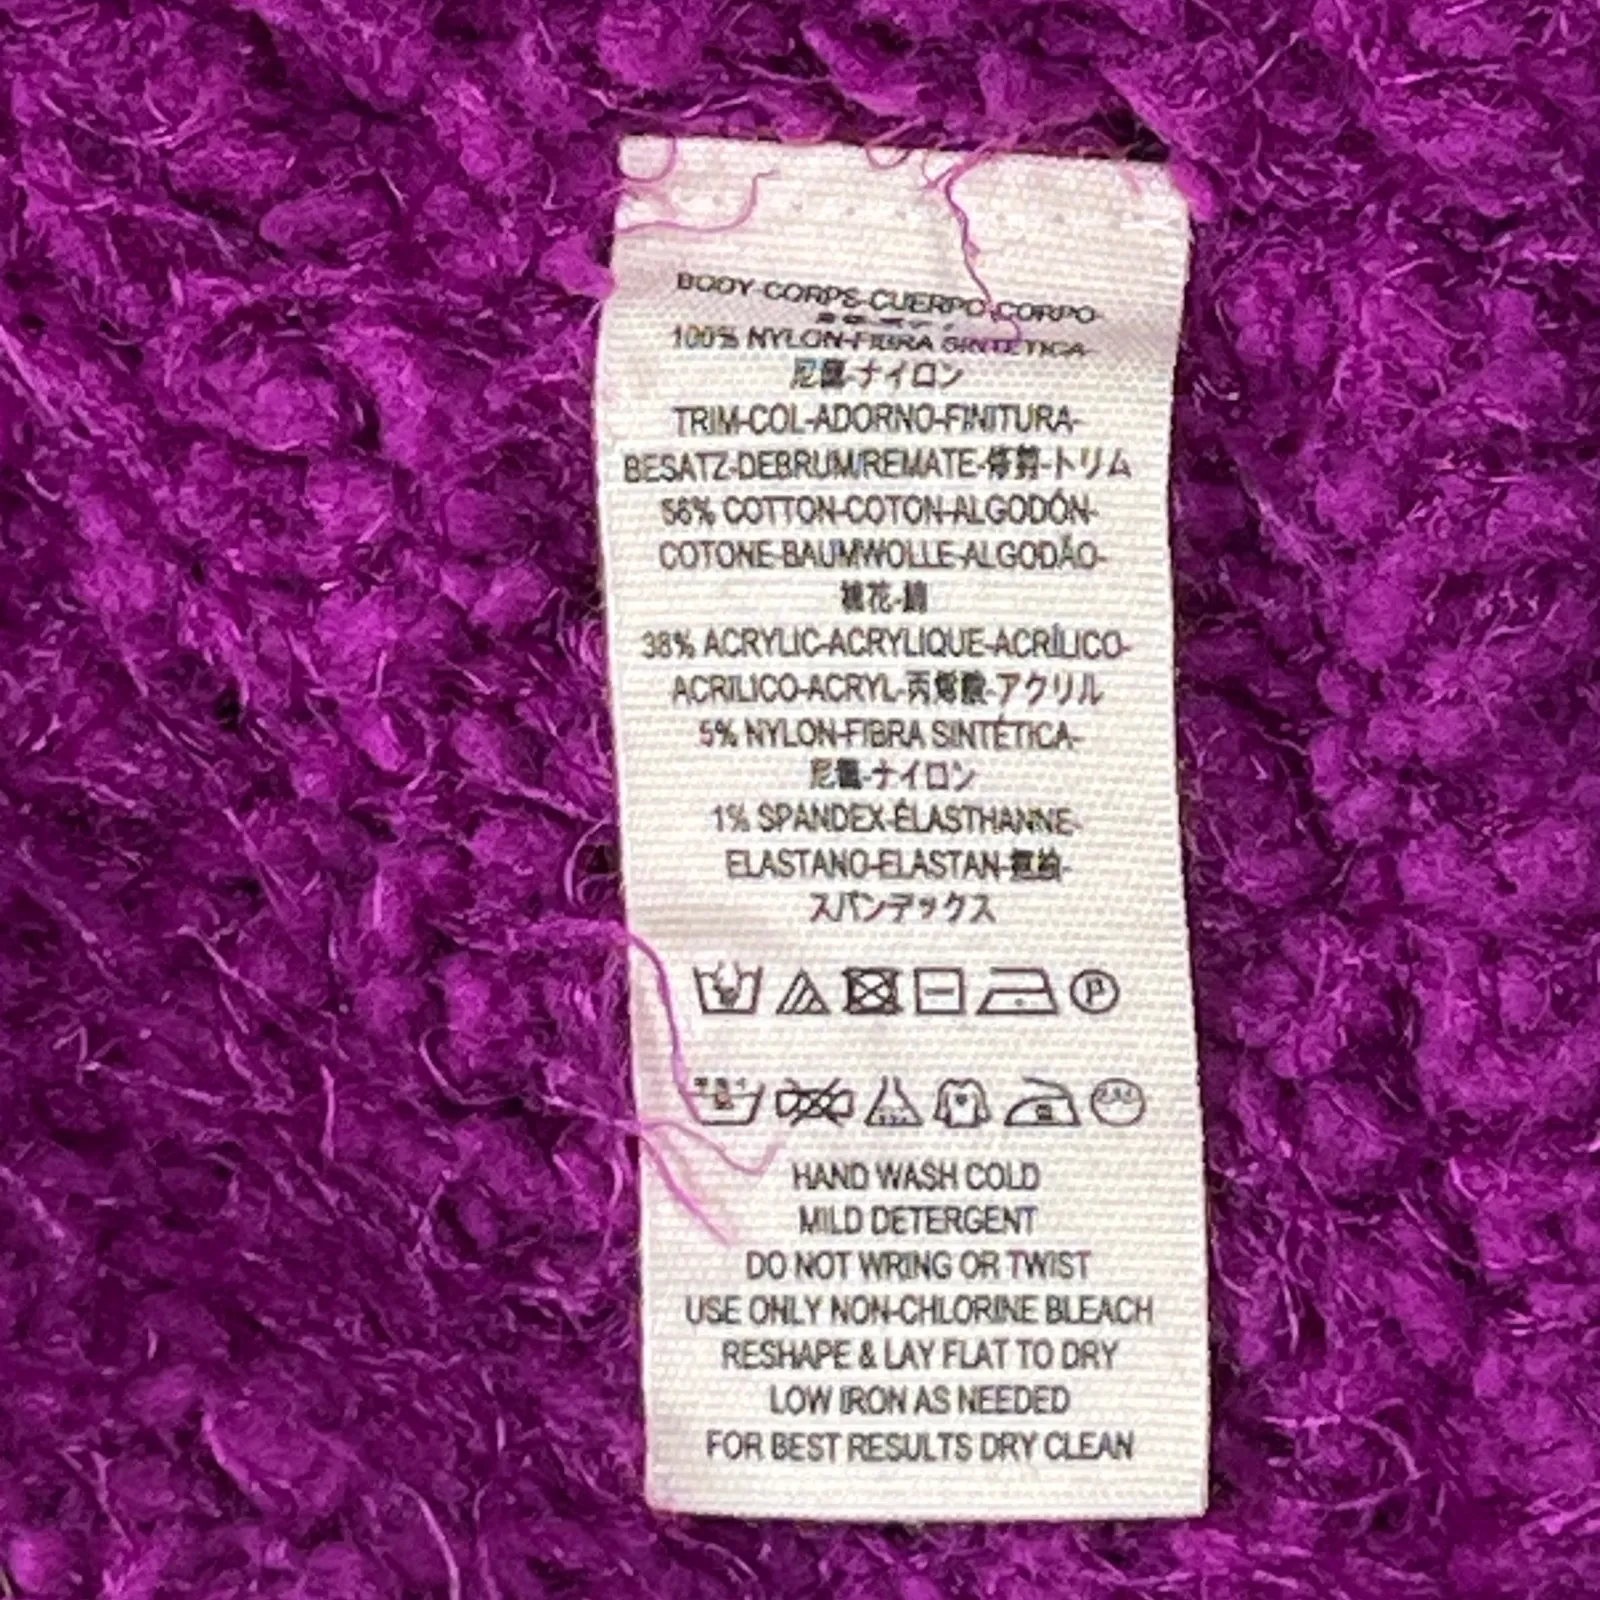 BODY-CORPS-CUERPO-CORPO-
100% NYLON-FIBRA SINTÉTICA-
尼龍-ナイロン
TRIM-COL-ADORNO-FINITURA-
BESATZ-DEBRUM/REMATE-修剪-トリム
56% COTTON-COTON-ALGODÓN-
COTONE-BAUMWOLLE-ALGODÃO-
棉花-綿
38% ACRYLIC-ACRYLIQUE-ACRÍLICO-
ACRILICO-ACRYL-丙烯酸-アクリル
5% NYLON-FIBRA SINTÉTICA-
尼龍-ナイロン
1% SPANDEX-ÉLASTHANNE-
ELASTANO-ELASTAN-氨綸-
スパンデックス
P
HAND WASH COLD
MILD DETERGENT
DO NOT WRING OR TWIST
USE ONLY NON-CHLORINE BLEACH
RESHAPE & LAY FLAT TO DRY
LOW IRON AS NEEDED
FOR BEST RESULTS DRY CLEAN